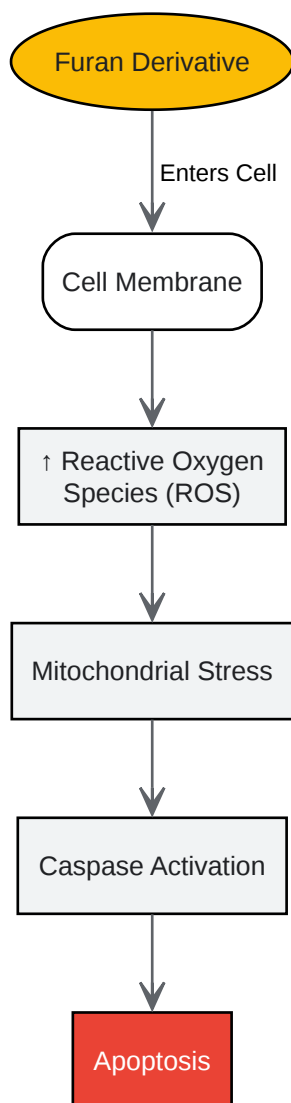 Furan Derivative
Enters Cell
Cell Membrane
↑ Reactive Oxygen
Species (ROS)
Mitochondrial Stress
Caspase Activation
Apoptosis